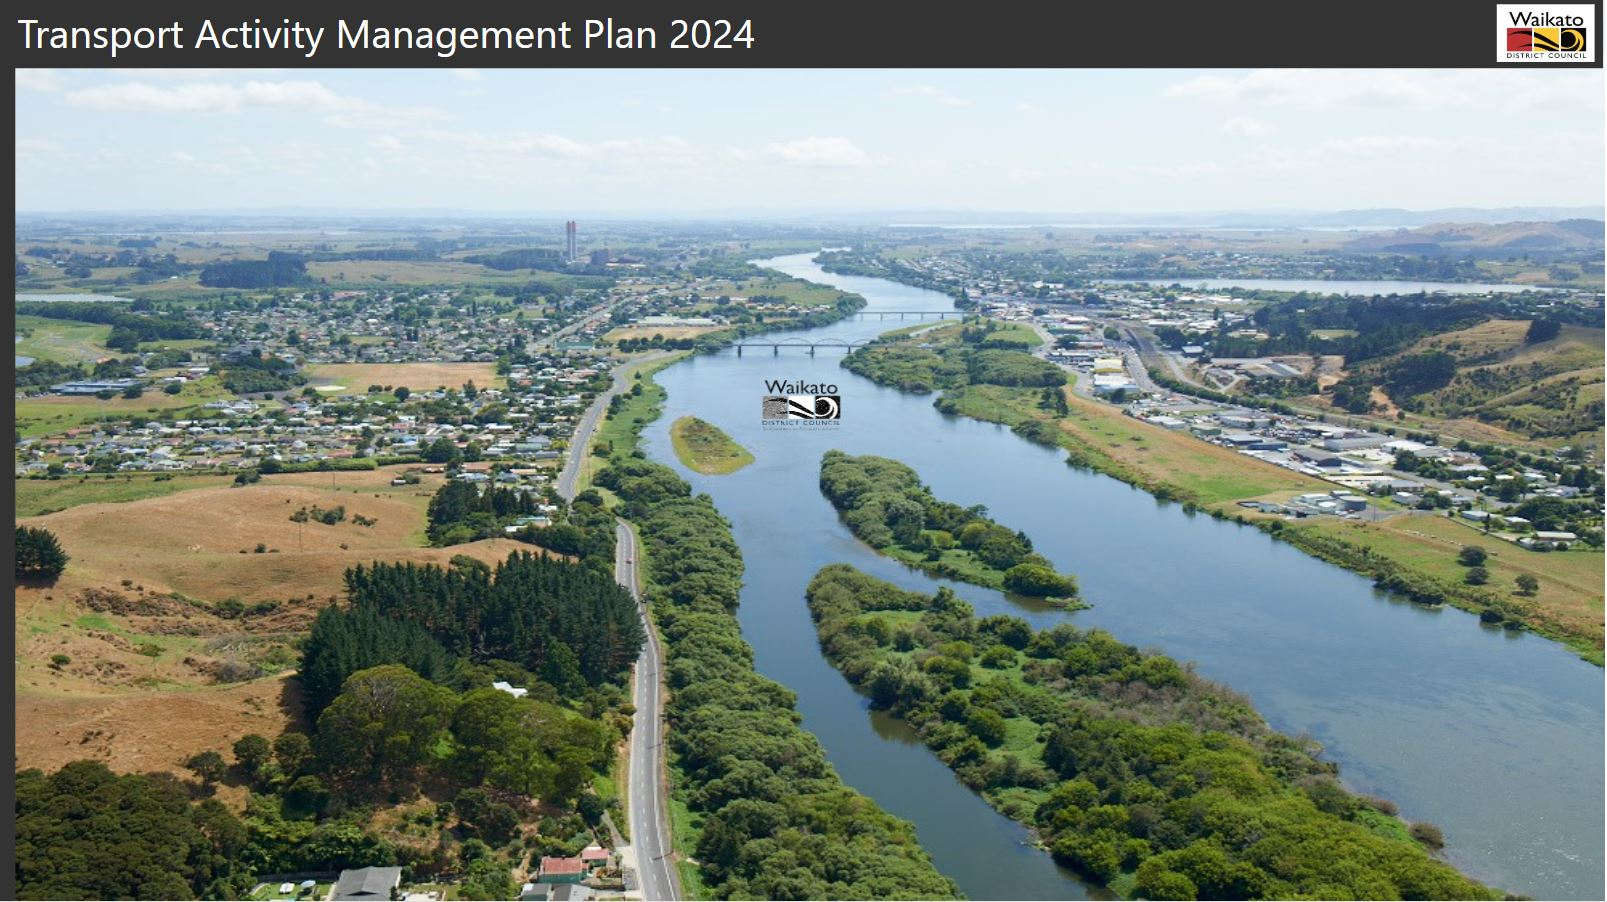 Transport Activity Management Plan 2024
Waikato
DISTRICT COUNCIL
Waikato
DISTRICT COUNCIL